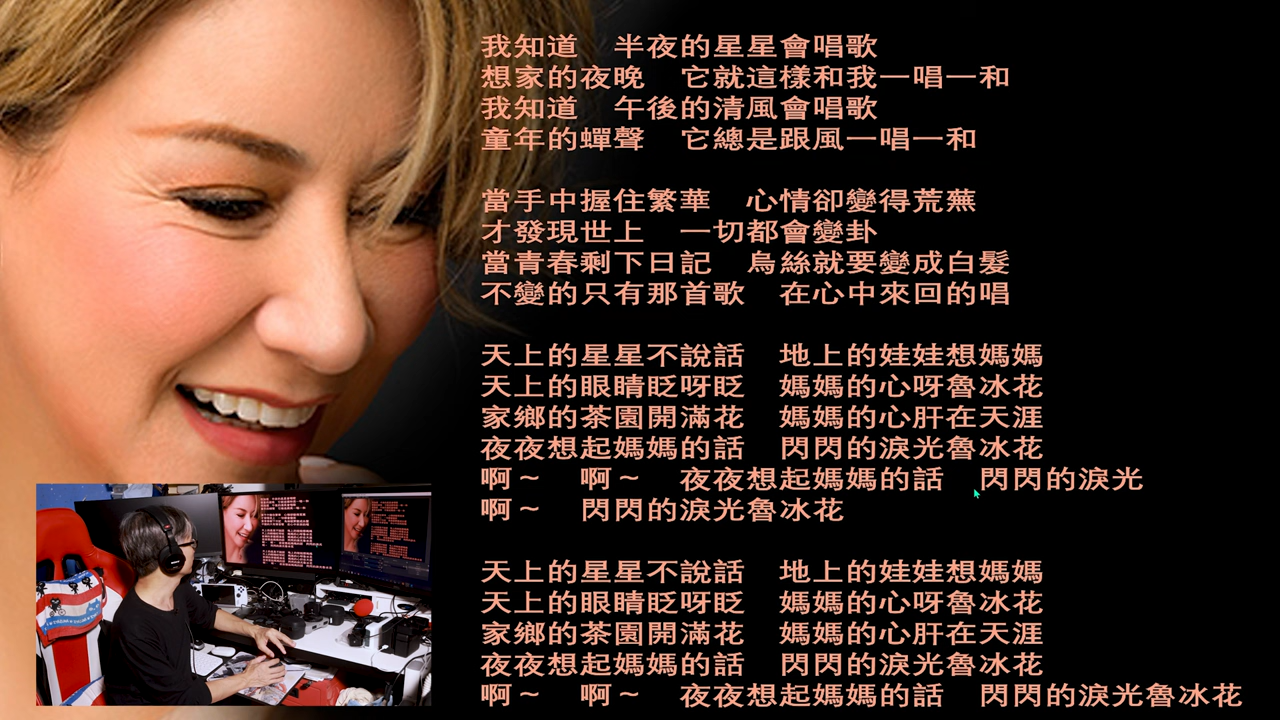 我知道　半夜的星星會唱歌
想家的夜晚　它就這樣和我一唱一和
我知道　午後的清風會唱歌
童年的蟬聲　它總是跟風一唱一和
當手中握住繁華　心情卻變得荒蕪
才發現世上　一切都會變卦
當青春剩下日記　烏絲就要變成白髮
不變的只有那首歌　在心中來回的唱
天上的星星不說話　地上的娃娃想媽媽
天上的眼睛眨呀眨　媽媽的心呀魯冰花
家鄉的茶園開滿花　媽媽的心肝在天涯
夜夜想起媽媽的話　閃閃的淚光魯冰花
啊～　啊～　夜夜想起媽媽的話　閃閃的淚光
啊～　閃閃的淚光魯冰花
天上的星星不說話　地上的娃娃想媽媽
天上的眼睛眨呀眨　媽媽的心呀魯冰花
家鄉的茶園開滿花　媽媽的心肝在天涯
夜夜想起媽媽的話　閃閃的淚光魯冰花
啊～　啊～　夜夜想起媽媽的話　閃閃的淚光魯冰花